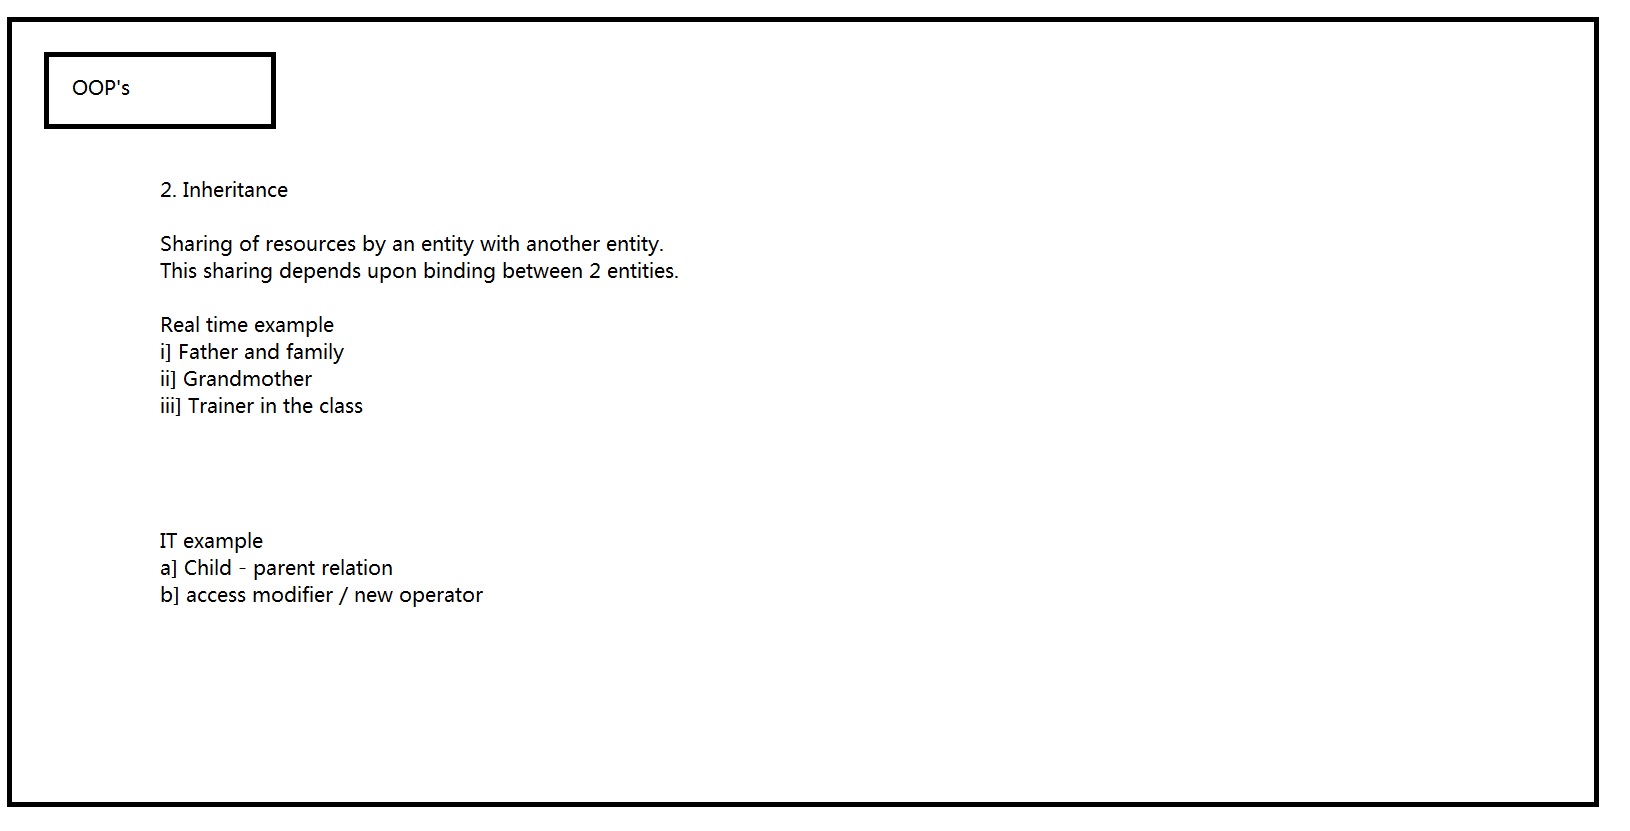 OOP's
2. Inheritance
Sharing of resources by an entity with another entity.
This sharing depends upon binding between 2 entities.
Real time example
i] Father and family
ii] Grandmother
iii] Trainer in the class
IT example
a] Child - parent relation
b] access modifier / new operator